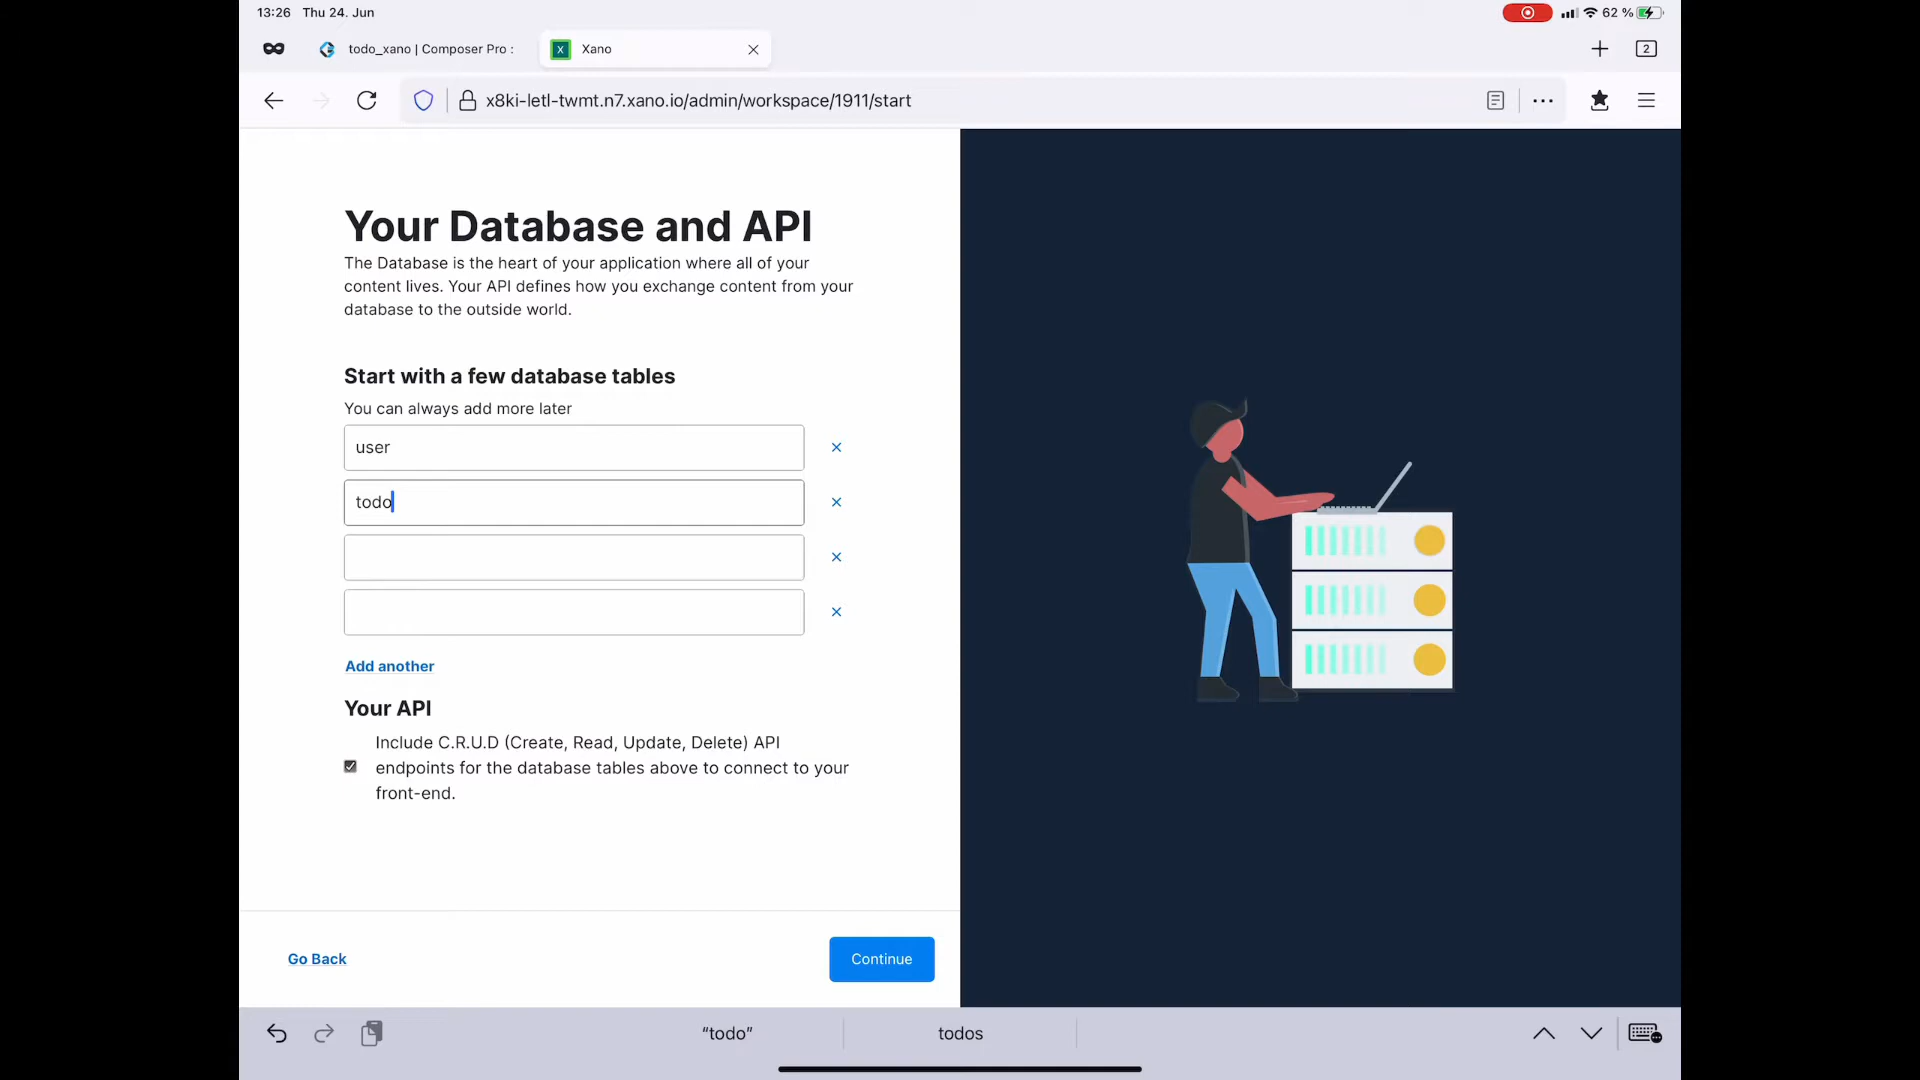 13:26 Thu 24. Jun
62 %
todo_xano | Composer Pro :
X Xano
2
x8ki-letl-twmt.n7.xano.io/admin/workspace/1911/start
Your Database and API
The Database is the heart of your application where all of your
content lives. Your API defines how you exchange content from your
database to the outside world.
Start with a few database tables
You can always add more later
user
todo
Add another
Your API
Include C.R.U.D (Create, Read, Update, Delete) API
endpoints for the database tables above to connect to your
front-end.
Go Back
Continue
“todo”
todos